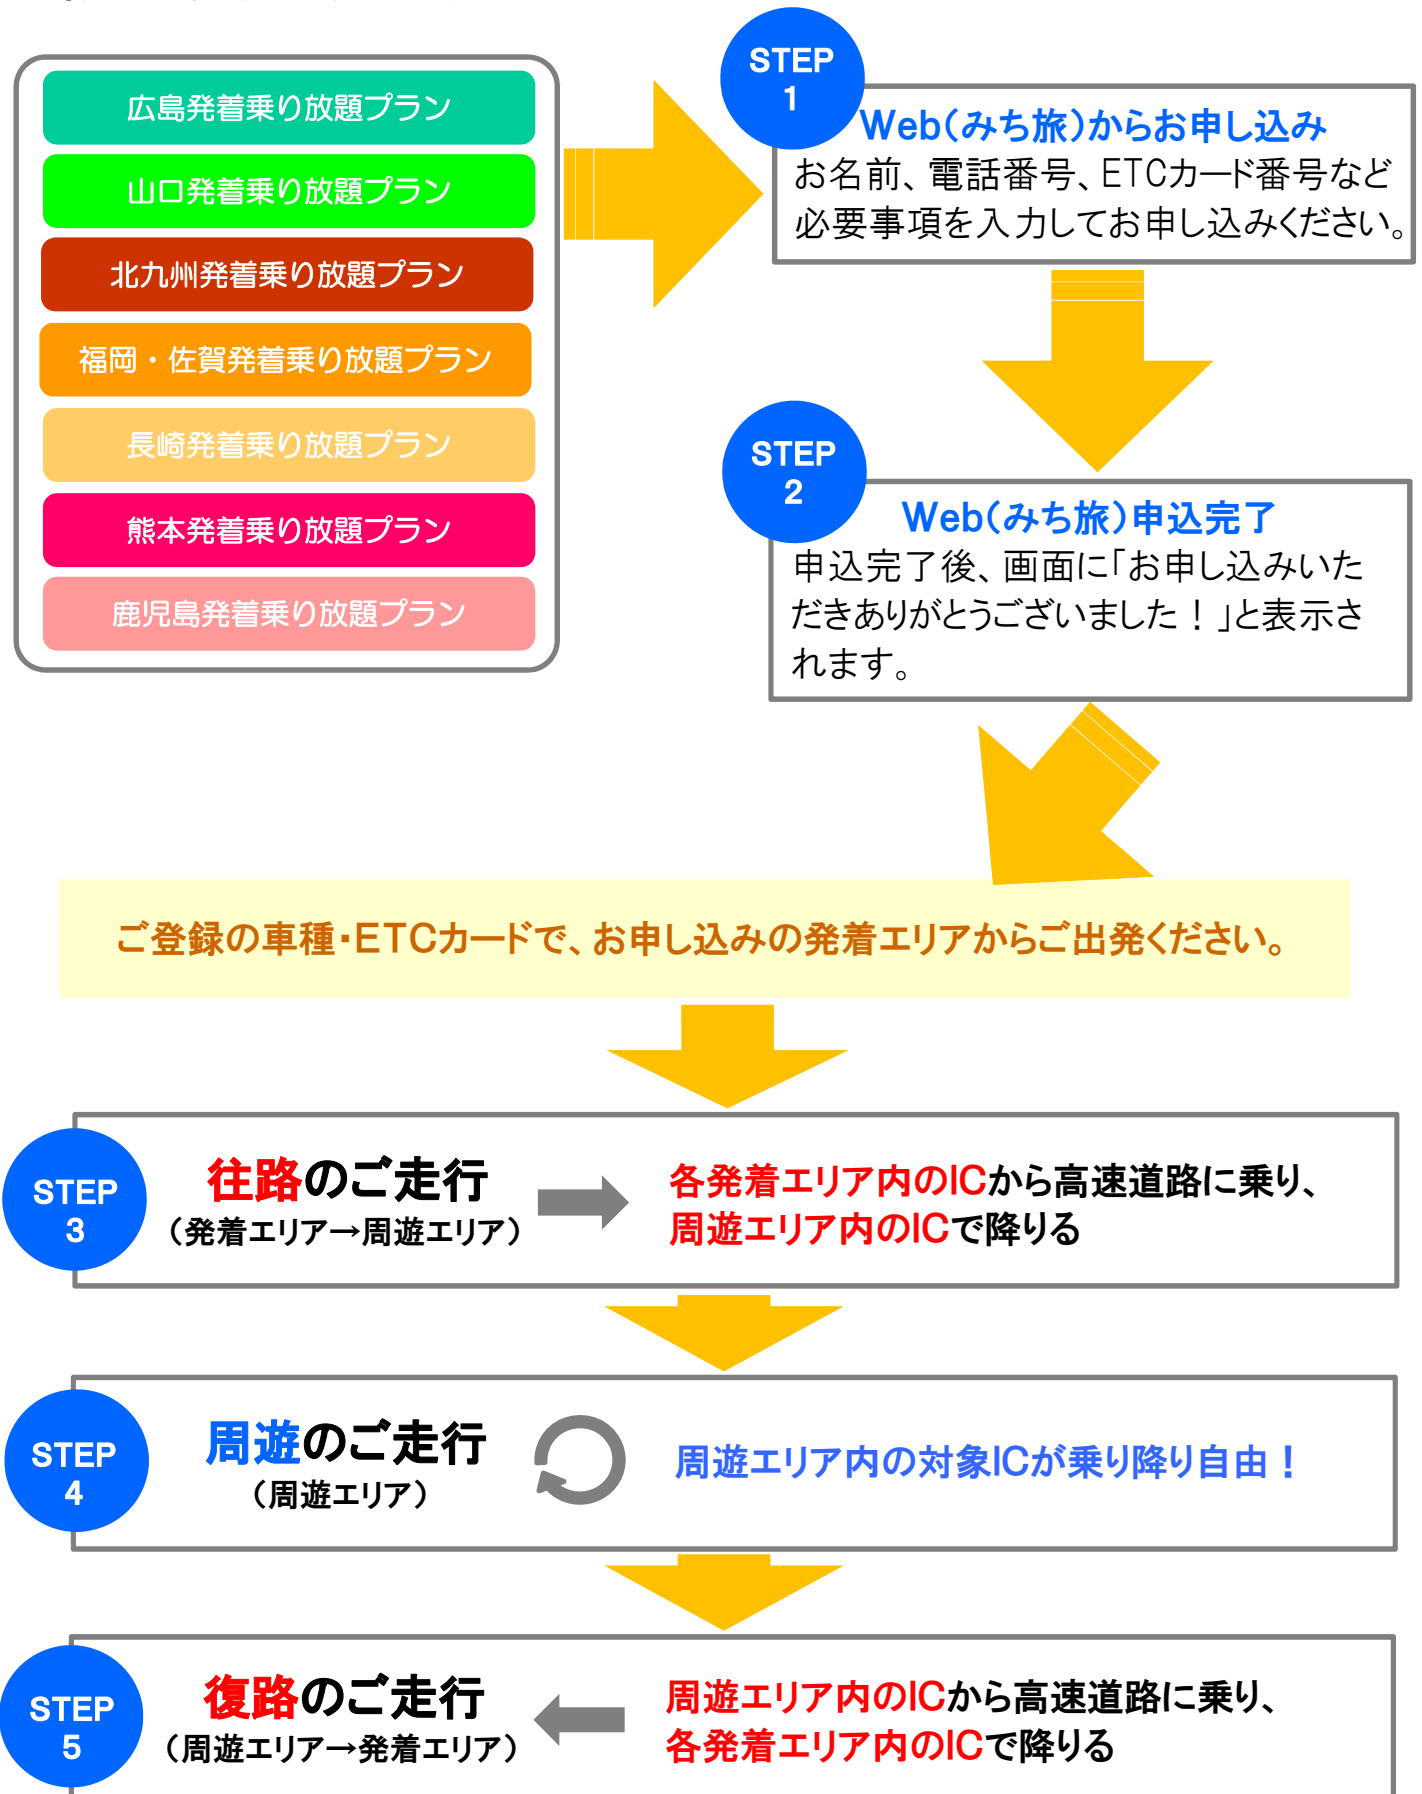 広島発着乗り放題プラン
山口発着乗り放題プラン
北九州発着乗り放題プラン
福岡・佐賀発着乗り放題プラン
長崎発着乗り放題プラン
熊本発着乗り放題プラン
鹿児島発着乗り放題プラン
STEP
1
Web(みち旅)からお申し込み
お名前、電話番号、ETCカード番号など
必要事項を入力してお申し込みください。
STEP
2
Web(みち旅)申込完了
申込完了後、画面に「お申し込みいた
だきありがとうございました！」と表示さ
れます。
ご登録の車種・ETCカードで、お申し込みの発着エリアからご出発ください。
STEP
3
往路のご走行
(発着エリア→周遊エリア)
各発着エリア内のICから高速道路に乗り、
周遊エリア内のICで降りる
STEP
4
周遊のご走行
(周遊エリア)
周遊エリア内の対象ICが乗り降り自由！
STEP
5
復路のご走行
(周遊エリア→発着エリア)
周遊エリア内のICから高速道路に乗り、
各発着エリア内のICで降りる